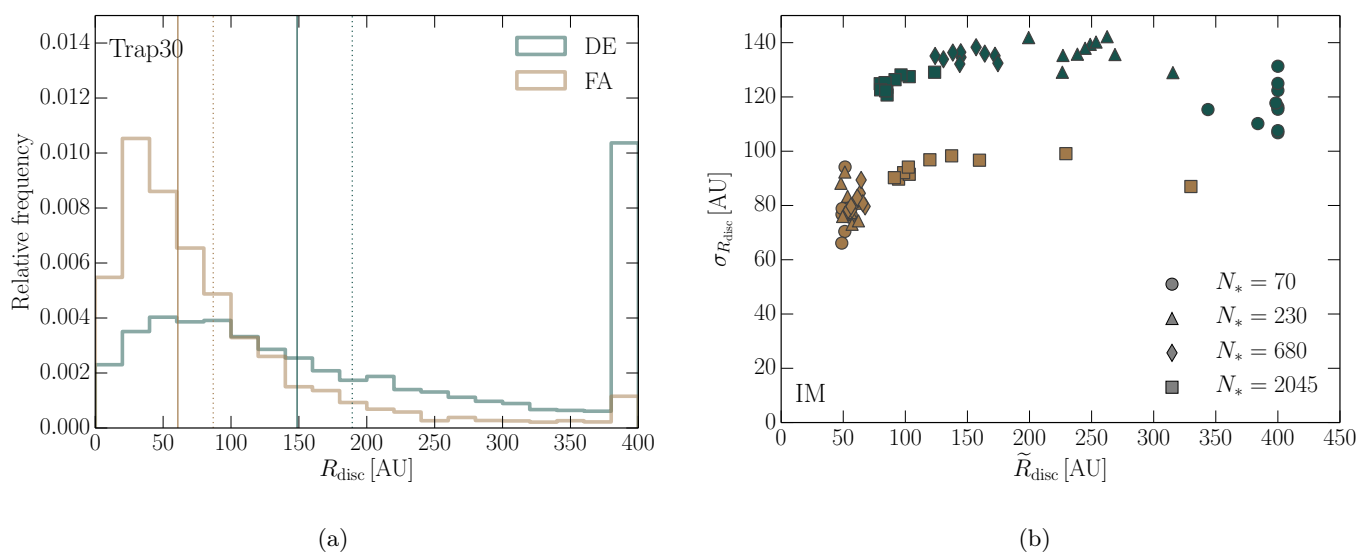 0.014
0.012
0.010
0.008
0.006
0.004
0.002
0.000
Relative frequency
Trap30
DE
FA
0 50 100 150 200 250 300 350 400
R_disc [AU]
(a)
140
120
100
80
60
40
20
0
σ_{R_disc} [AU]
IM
N_* = 70
N_* = 230
N_* = 680
N_* = 2045
0 50 100 150 200 250 300 350 400 450
R̃_disc [AU]
(b)